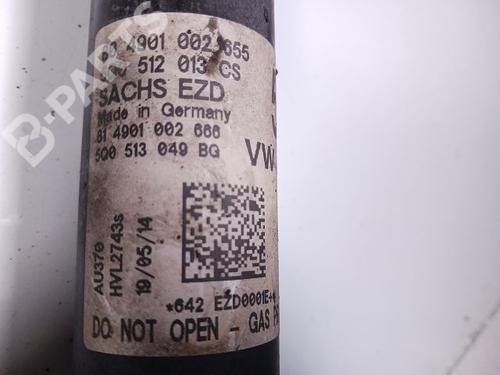 4901 002 655
512 013 CS
SACHS EZD
Made in Germany
81 4901 002 666
5Q0 513 049 BG
VW
AU370
HVL2743s
19/05/14
*642 EZD0001E+*
DO NOT OPEN - GAS
B-PARTS